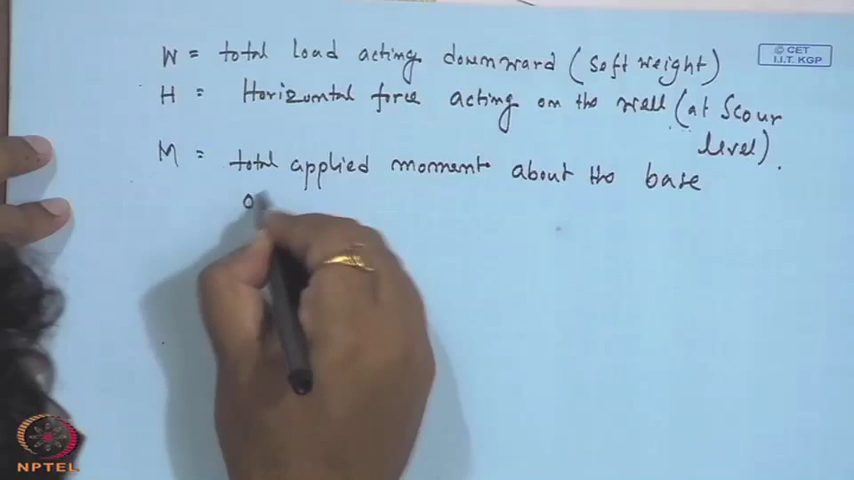 © CET
I.I.T. KGP
W = total load acting downward (Soft weight)
H = Horizontal force acting on the well (at Scour
level).
M = total applied moment about the base
o
NPTEL